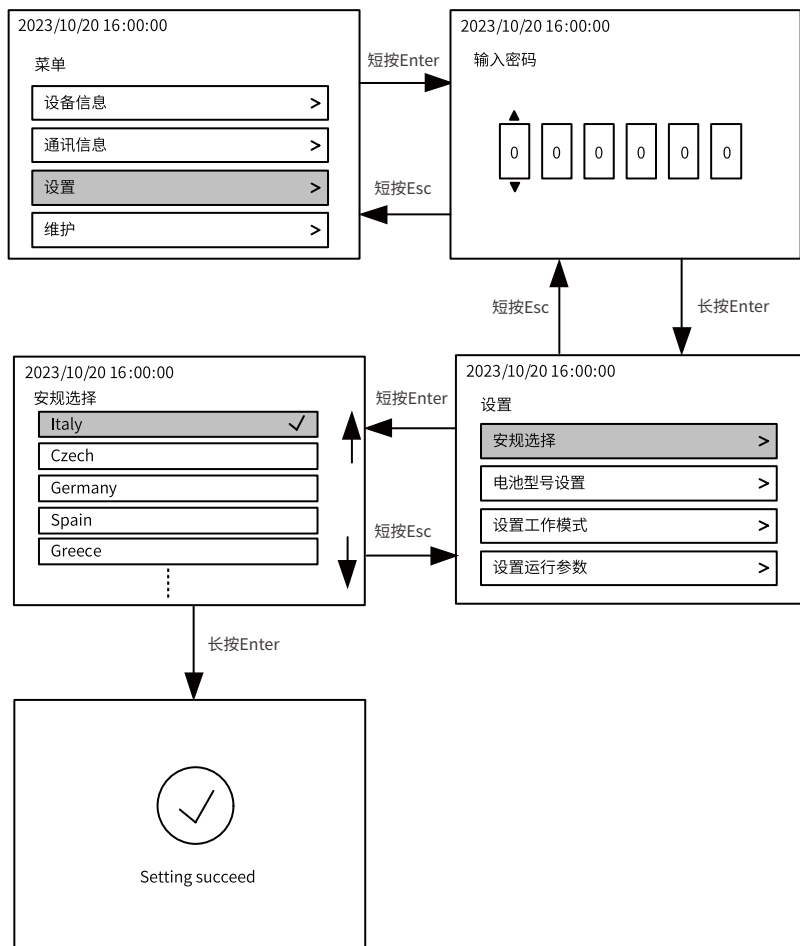 2023/10/20 16:00:00
菜单
设备信息 >
通讯信息 >
设置 >
维护 >
短按Enter
短按Esc
2023/10/20 16:00:00
输入密码
0 0 0 0 0 0
短按Esc
长按Enter
2023/10/20 16:00:00
设置
安规选择 >
电池型号设置 >
设置工作模式 >
设置运行参数 >
短按Enter
短按Esc
2023/10/20 16:00:00
安规选择
Italy
Czech
Germany
Spain
Greece
长按Enter
Setting succeed